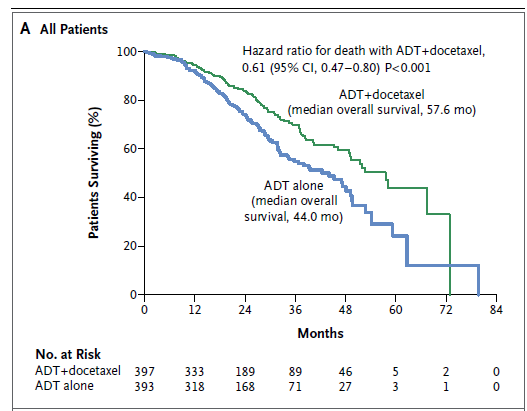 A All Patients
100
80
60
40
20
0
Patients Surviving (%)
Hazard ratio for death with ADT+docetaxel,
0.61 (95% CI, 0.47–0.80) P<0.001
ADT+docetaxel
(median overall survival, 57.6 mo)
ADT alone
(median overall
survival, 44.0 mo)
0 12 24 36 48 60 72 84
Months
No. at Risk
ADT+docetaxel 397 333 189 89 46 5 2 0
ADT alone 393 318 168 71 27 3 1 0